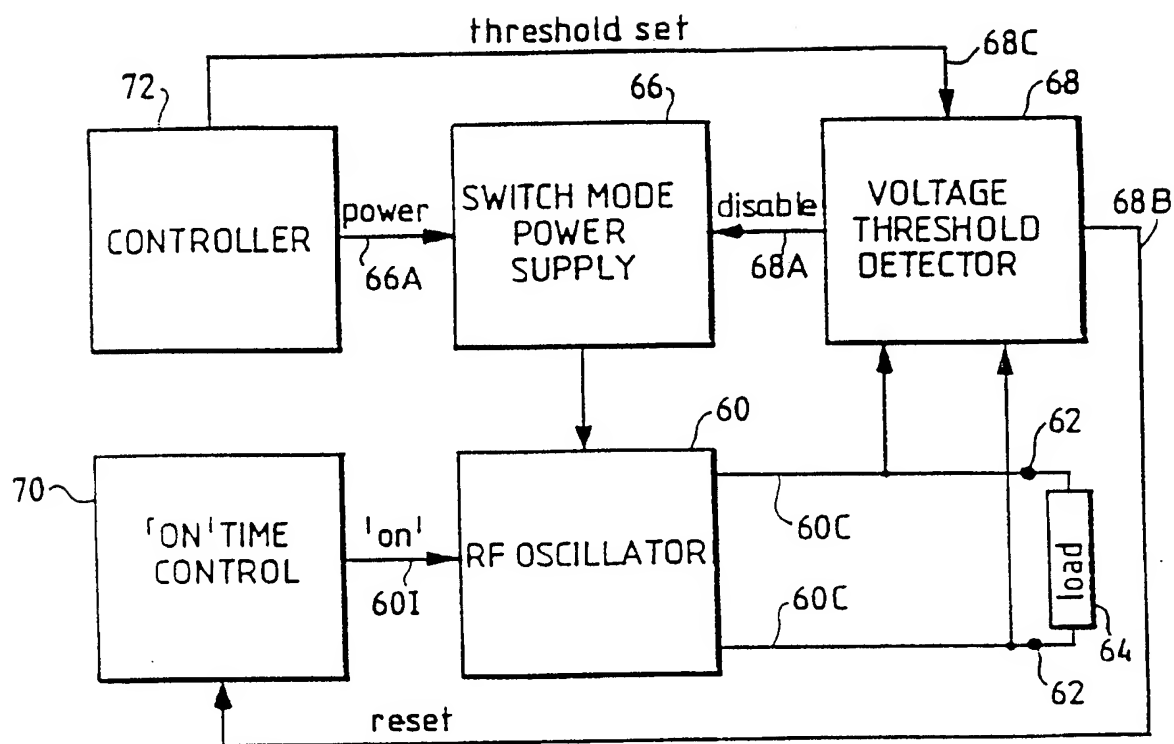 threshold set
68C
72
66
68
CONTROLLER
power
66A
SWITCH MODE
POWER
SUPPLY
disable
68A
VOLTAGE
THRESHOLD
DETECTOR
68B
60
62
70
'ON' TIME
CONTROL
'on'
60I
RF OSCILLATOR
60C
load
60C
64
62
reset